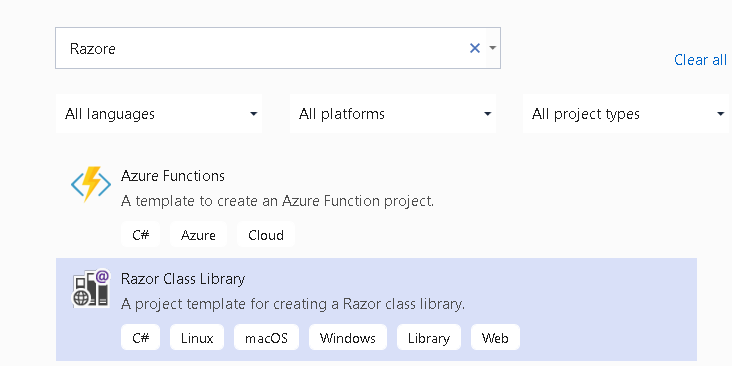 Razore
Clear all
All languages All platforms All project types
Azure Functions
A template to create an Azure Function project.
C# Azure Cloud
Razor Class Library
A project template for creating a Razor class library.
C# Linux macOS Windows Library Web